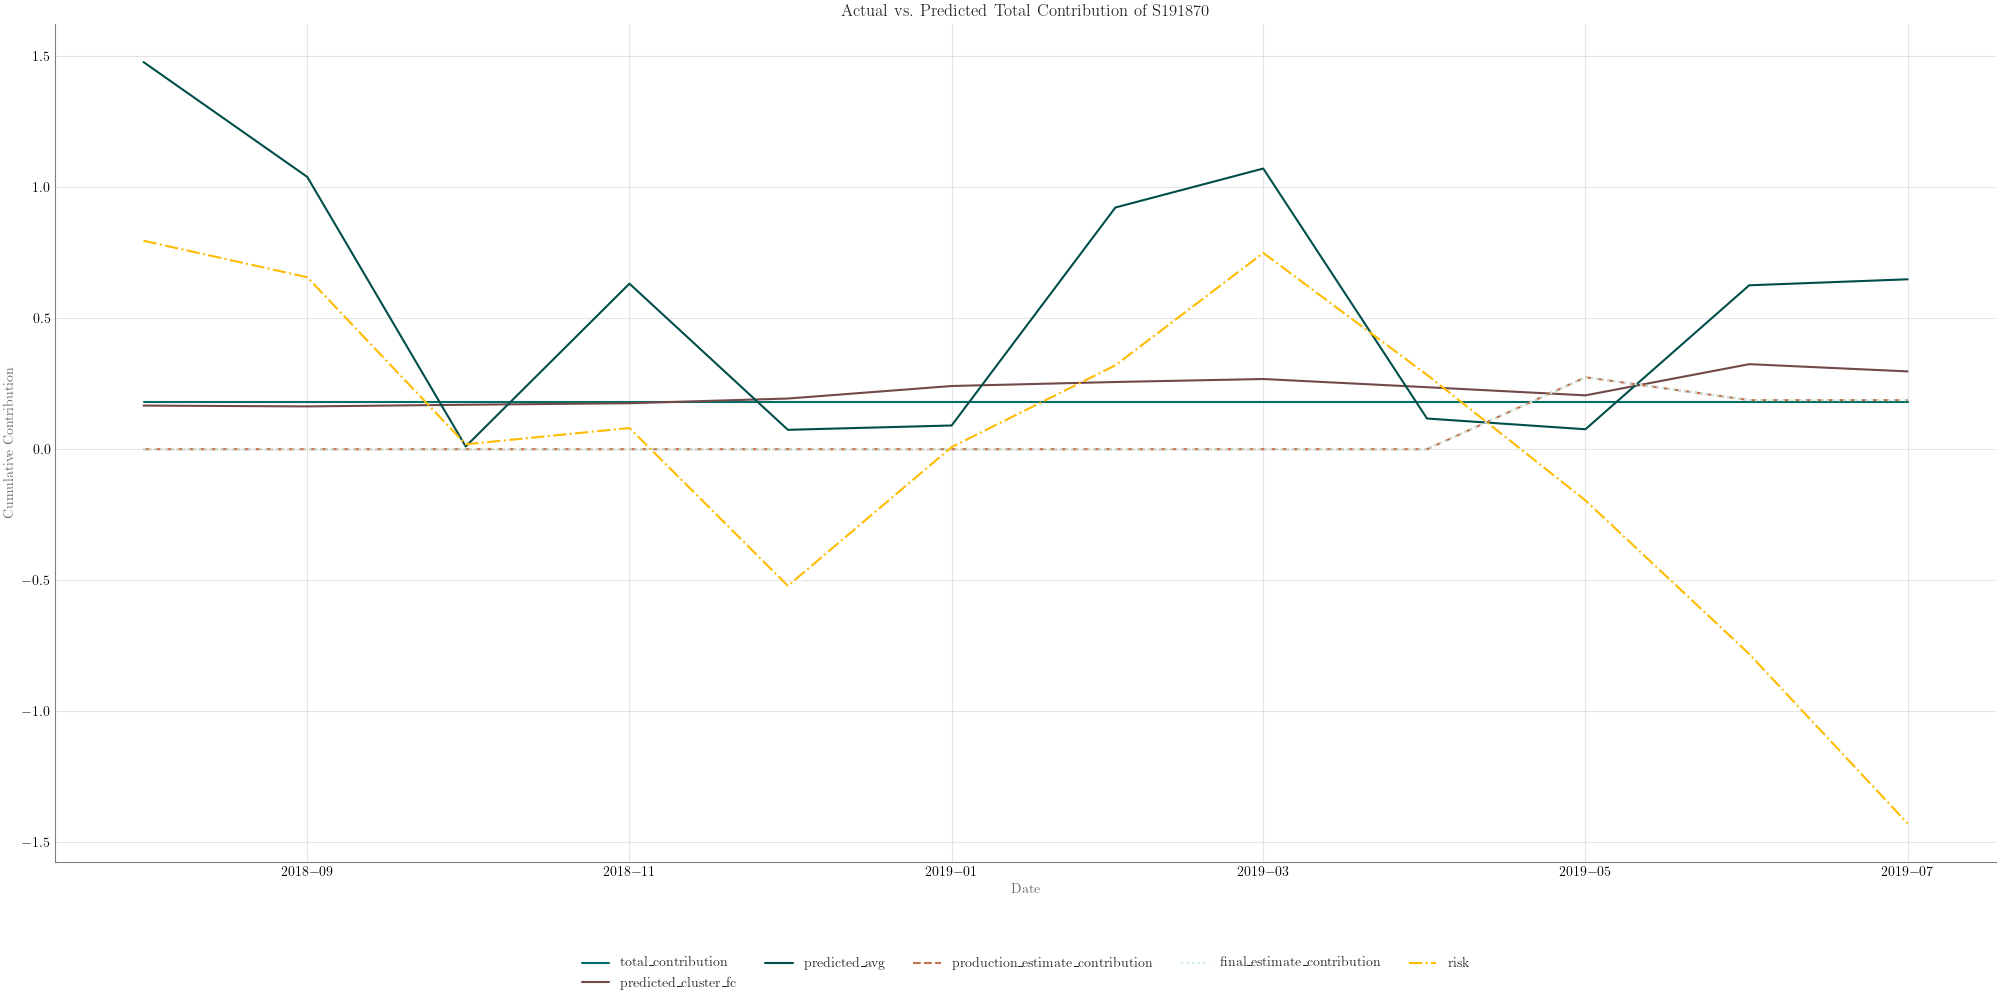 Actual vs. Predicted Total Contribution of S191870
Cumulative Contribution
1.5
1.0
0.5
0.0
−0.5
−1.0
−1.5
2018−09 2018−11 2019−01 2019−03 2019−05 2019−07
Date
total_contribution predicted_avg production_estimate_contribution final_estimate_contribution risk
predicted_cluster_fc